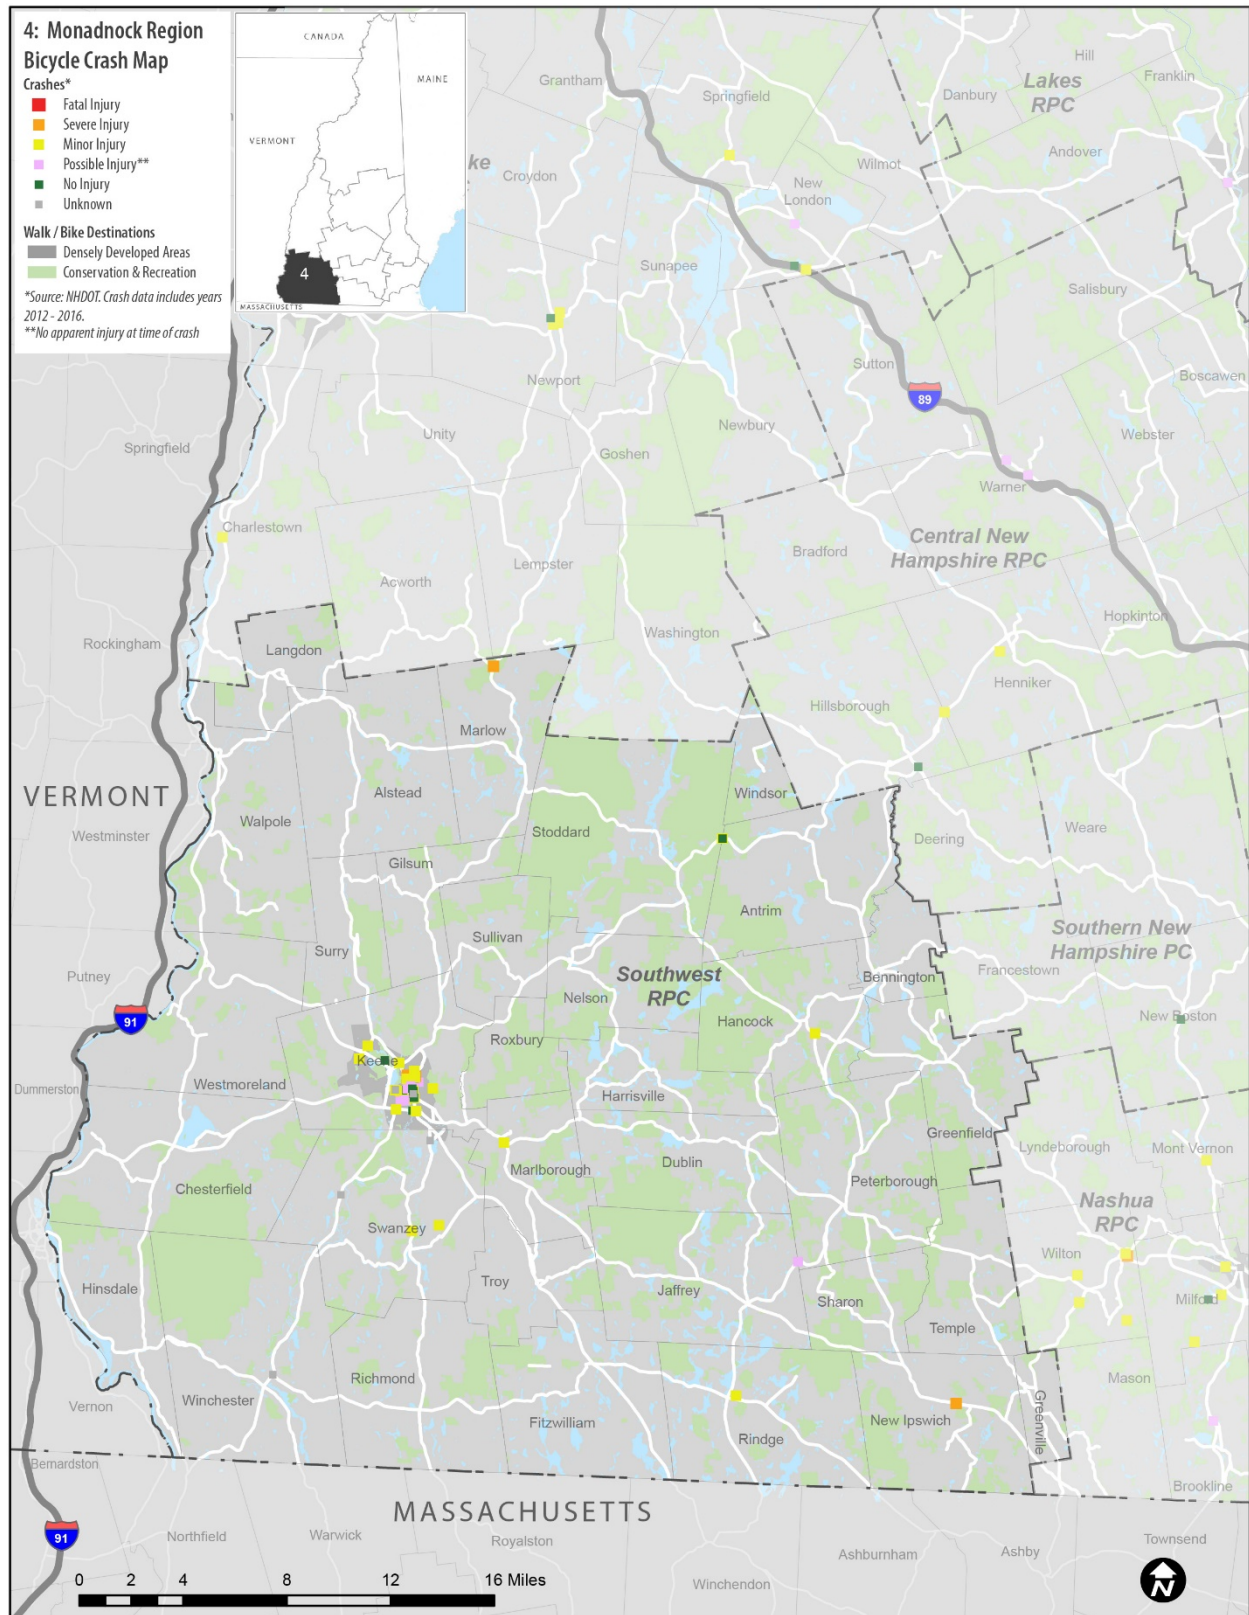 4: Monadnock Region
Bicycle Crash Map
Crashes*
Fatal Injury
Severe Injury
Minor Injury
Possible Injury**
No Injury
Unknown
Walk / Bike Destinations
Densely Developed Areas
Conservation & Recreation
*Source: NHDOT. Crash data includes years
2012 - 2016.
**No apparent injury at time of crash
CANADA
MAINE
VERMONT
4
MASSACHUSETTS
Hill
Franklin
Grantham
Lakes
RPC
Springfield
Danbury
Andover
ke
Croydon
Wilmot
New
London
Sunapee
Salisbury
Sutton
Boscawen
Newport
89
Newbury
Unity
Webster
Springfield
Goshen
Warner
Charlestown
Central New
Hampshire RPC
Bradford
Lempster
Acworth
Hopkinton
Washington
Rockingham
Langdon
Henniker
Hillsborough
Marlow
VERMONT
Alstead
Windsor
Walpole
Stoddard
Weare
Westminster
Deering
Gilsum
Antrim
Southern New
Hampshire PC
Sullivan
Surry
Southwest
RPC
Francestown
Putney
Bennington
Nelson
91
Hancock
New Boston
Roxbury
Keene
Westmoreland
Dummerston
Harrisville
Greenfield
Lyndeborough
Mont Vernon
Marlborough
Dublin
Peterborough
Chesterfield
Nashua
RPC
Swanzey
Wilton
Troy
Hinsdale
Jaffrey
Sharon
Milford
Temple
Richmond
Mason
Winchester
Vernon
Fitzwilliam
New Ipswich
Greenville
Rindge
Bernardston
Brookline
MASSACHUSETTS
91
Northfield
Warwick
Royalston
Ashburnham
Ashby
Townsend
Winchendon
0 2 4 8 12 16 Miles
N